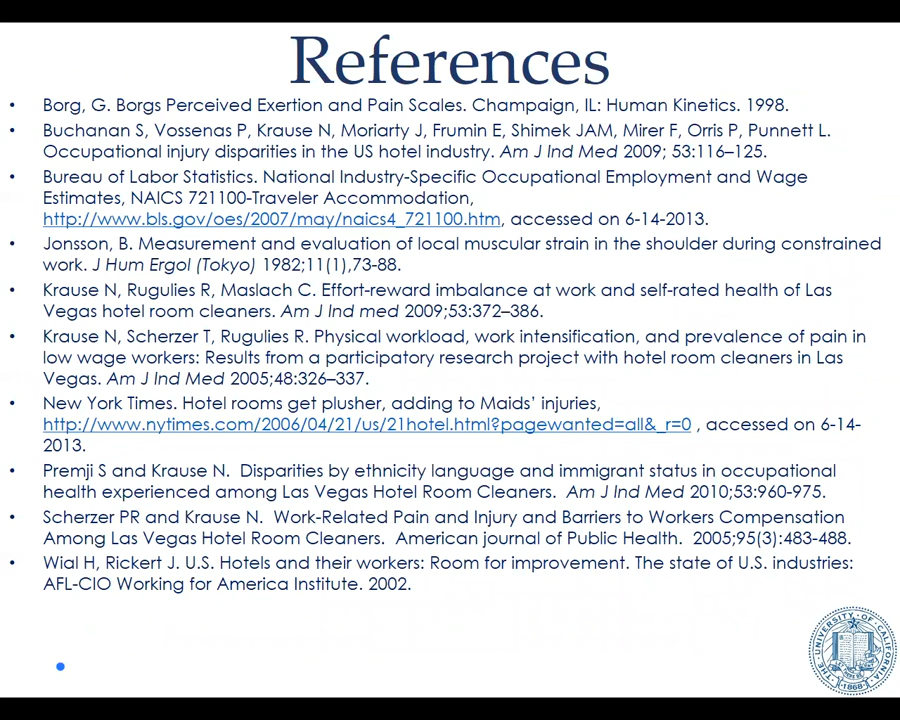 References
• Borg, G. Borgs Perceived Exertion and Pain Scales. Champaign, IL: Human Kinetics. 1998.
• Buchanan S, Vossenas P, Krause N, Moriarty J, Frumin E, Shimek JAM, Mirer F, Orris P, Punnett L.
Occupational injury disparities in the US hotel industry. Am J Ind Med 2009; 53:116–125.
• Bureau of Labor Statistics. National Industry-Specific Occupational Employment and Wage
Estimates, NAICS 721100-Traveler Accommodation,
http://www.bls.gov/oes/2007/may/naics4_721100.htm, accessed on 6-14-2013.
• Jonsson, B. Measurement and evaluation of local muscular strain in the shoulder during constrained
work. J Hum Ergol (Tokyo) 1982;11(1),73-88.
• Krause N, Rugulies R, Maslach C. Effort-reward imbalance at work and self-rated health of Las
Vegas hotel room cleaners. Am J Ind med 2009;53:372–386.
• Krause N, Scherzer T, Rugulies R. Physical workload, work intensification, and prevalence of pain in
low wage workers: Results from a participatory research project with hotel room cleaners in Las
Vegas. Am J Ind Med 2005;48:326–337.
• New York Times. Hotel rooms get plusher, adding to Maids’ injuries,
http://www.nytimes.com/2006/04/21/us/21hotel.html?pagewanted=all&_r=0 , accessed on 6-14-
2013.
• Premji S and Krause N.  Disparities by ethnicity language and immigrant status in occupational
health experienced among Las Vegas Hotel Room Cleaners.  Am J Ind Med 2010;53:960-975.
• Scherzer PR and Krause N.  Work-Related Pain and Injury and Barriers to Workers Compensation
Among Las Vegas Hotel Room Cleaners.  American journal of Public Health.  2005;95(3):483-488.
• Wial H, Rickert J. U.S. Hotels and their workers: Room for improvement. The state of U.S. industries:
AFL-CIO Working for America Institute. 2002.
THE UNIVERSITY OF CALIFORNIA
1868